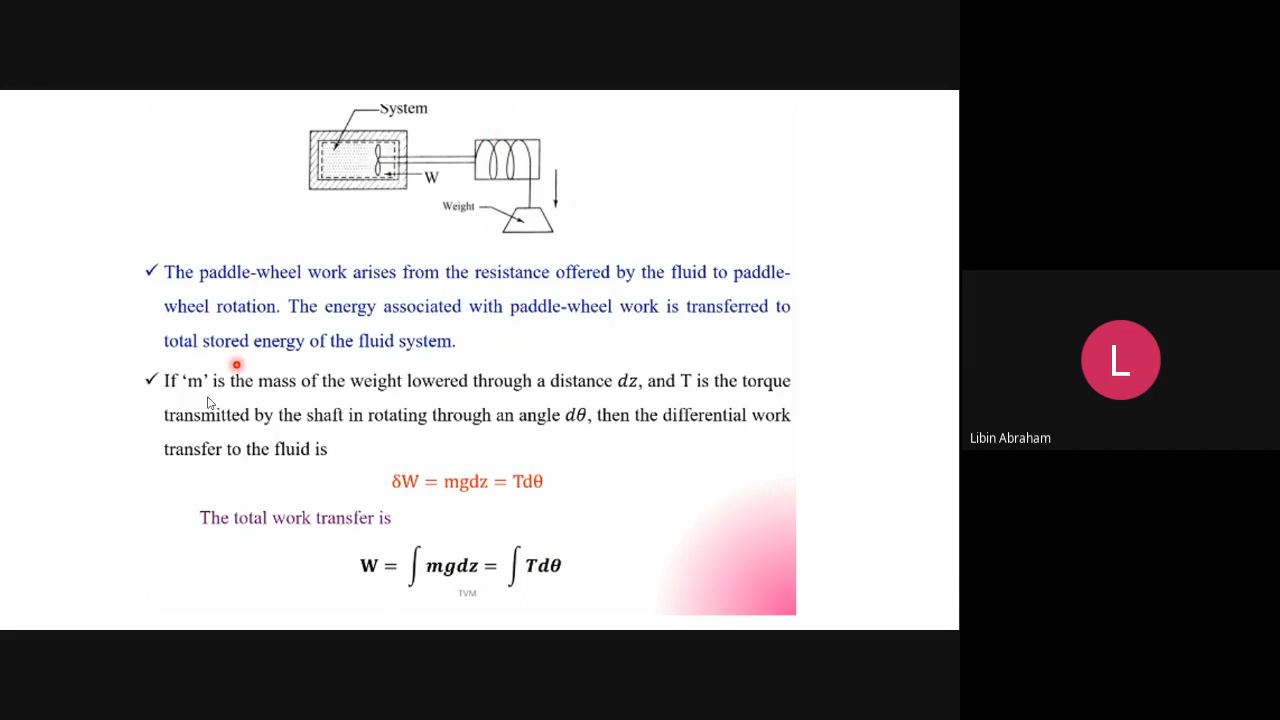 System
W
Weight
✓ The paddle-wheel work arises from the resistance offered by the fluid to paddle-
wheel rotation. The energy associated with paddle-wheel work is transferred to
total stored energy of the fluid system.
✓ If ‘m’ is the mass of the weight lowered through a distance dz, and T is the torque
transmitted by the shaft in rotating through an angle dθ, then the differential work
transfer to the fluid is
δW = mgdz = Tdθ
The total work transfer is
W = ∫ mgdz = ∫ Tdθ
TVM
L
Libin Abraham